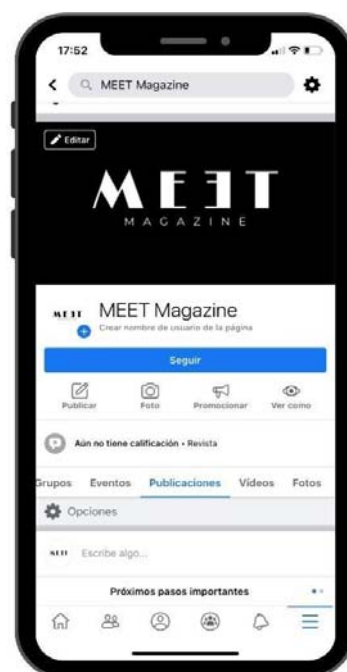 17:52
MEET Magazine
Editar
MEET
MAGAZINE
MEET
MEET Magazine
Crear nombre de usuario de la página
Seguir
Publicar Foto Promocionar Ver como
Aún no tiene calificación • Revista
Grupos Eventos Publicaciones Vídeos Fotos
Opciones
MEET Escribe algo...
Próximos pasos importantes